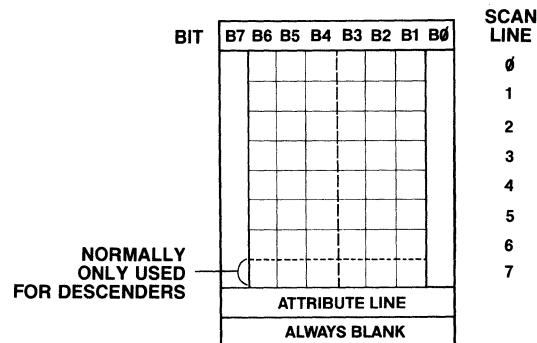 BIT B7 B6 B5 B4 B3 B2 B1 BØ
SCAN
LINE
Ø
1
2
3
4
5
6
7
NORMALLY
ONLY USED
FOR DESCENDERS
ATTRIBUTE LINE
ALWAYS BLANK